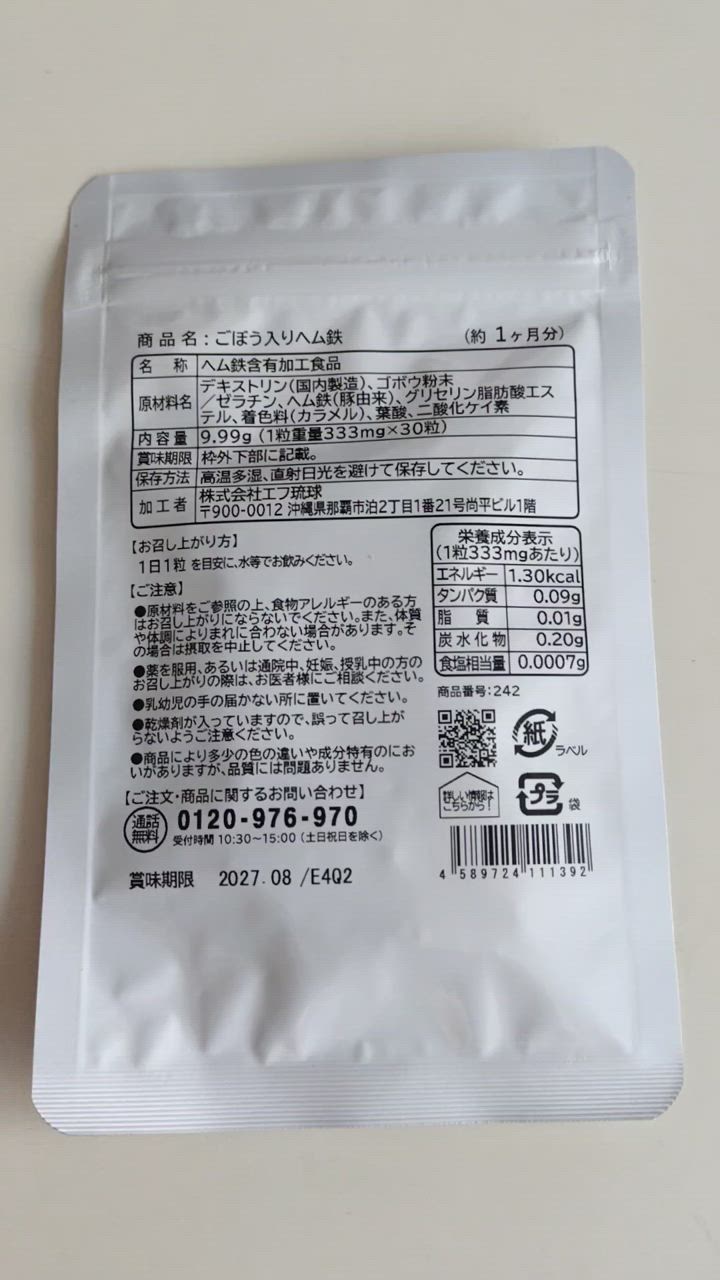 商品名:ごぼう入りヘム鉄 (約1ヶ月分)
名 称 ヘム鉄含有加工食品
原材料名 デキストリン(国内製造)、ゴボウ粉末
/ゼラチン、ヘム鉄(豚由来)、グリセリン脂肪酸エス
テル、着色料(カラメル)、葉酸、二酸化ケイ素
内容量 9.99g(1粒重量333mg×30粒)
賞味期限 枠外下部に記載。
保存方法 高温多湿、直射日光を避けて保存してください。
加工者 株式会社エフ琉球
〒900-0012 沖縄県那覇市泊2丁目1番21号尚平ビル1階
【お召し上がり方】
1日1粒 を目安に、水等でお飲みください。
【ご注意】
●原材料をご参照の上、食物アレルギーのある方
はお召し上がりにならないでください。また、体質
や体調によりまれに合わない場合があります。そ
の場合は摂取を中止してください。
●薬を服用、あるいは通院中、妊娠、授乳中の方の
お召し上がりの際は、お医者様にご相談ください。
●乳幼児の手の届かない所に置いてください。
●乾燥剤が入っていますので、誤って召し上が
らないようご注意ください。
●商品により多少の色の違いや成分特有のにお
いがありますが、品質には問題ありません。
【ご注文・商品に関するお問い合わせ】
通話
無料
0120-976-970
受付時間 10:30~15:00(土日祝日を除く)
賞味期限 2027.08 /E4Q2
栄養成分表示
(1粒333mgあたり)
エネルギー 1.30kcal
タンパク質 0.09g
脂 質 0.01g
炭水化物 0.20g
食塩相当量 0.0007g
商品番号:242
紙
ラベル
詳しい情報は
こちらから!
プラ
袋
4 589724 111392